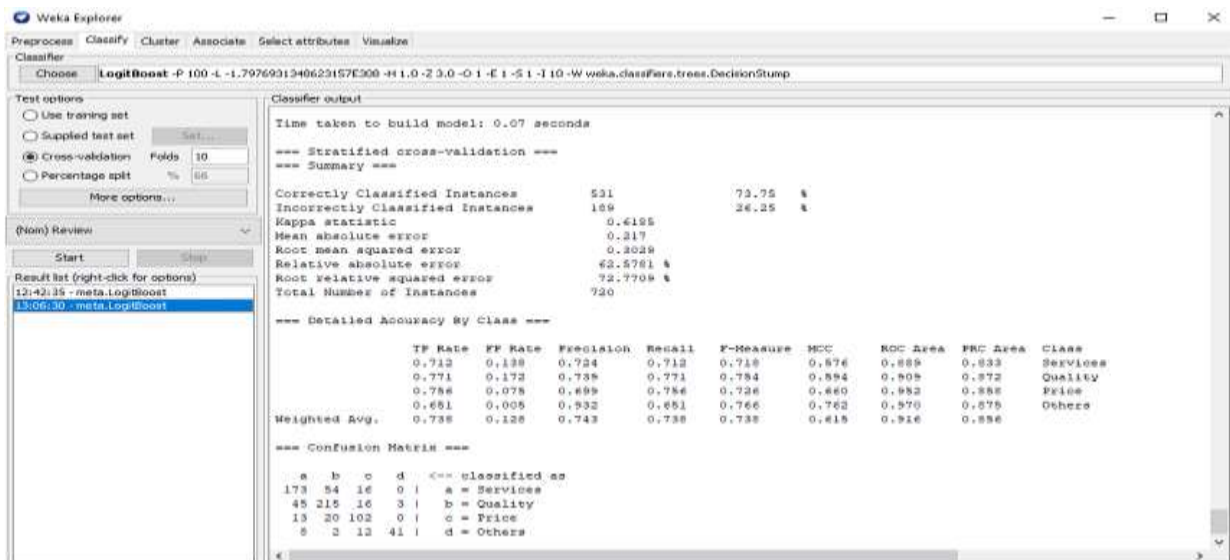 Weka Explorer
Preprocess Classify Cluster Associate Select attributes Visualize
Classifier
Choose LogitBoost -P 100 -L -1.7976931348623157E308 -H 1.0 -Z 3.0 -O 1 -E 1 -S 1 -I 10 -W weka.classifiers.trees.DecisionStump
Test options
Use training set
Supplied test set Set...
Cross-validation Folds 10
Percentage split % 66
More options...
(Nom) Review
Start Stop
Result list (right-click for options)
12:42:35 - meta.LogitBoost
13:06:30 - meta.LogitBoost
Classifier output
Time taken to build model: 0.07 seconds
=== Stratified cross-validation ===
=== Summary ===
Correctly Classified Instances 531 73.75 %
Incorrectly Classified Instances 189 26.25 %
Kappa statistic 0.6185
Mean absolute error 0.217
Root mean squared error 0.3029
Relative absolute error 62.5781 %
Root relative squared error 72.7709 %
Total Number of Instances 720
=== Detailed Accuracy By Class ===
TP Rate FP Rate Precision Recall F-Measure MCC ROC Area PRC Area Class
0.712 0.138 0.724 0.712 0.718 0.576 0.889 0.833 Services
0.771 0.172 0.739 0.771 0.754 0.594 0.909 0.872 Quality
0.756 0.075 0.699 0.756 0.726 0.660 0.952 0.858 Price
0.651 0.005 0.932 0.651 0.766 0.762 0.970 0.875 Others
Weighted Avg. 0.738 0.128 0.743 0.738 0.738 0.615 0.916 0.856
=== Confusion Matrix ===
a b c d <-- classified as
173 54 16 0 | a = Services
45 215 16 3 | b = Quality
13 20 102 0 | c = Price
8 2 12 41 | d = Others